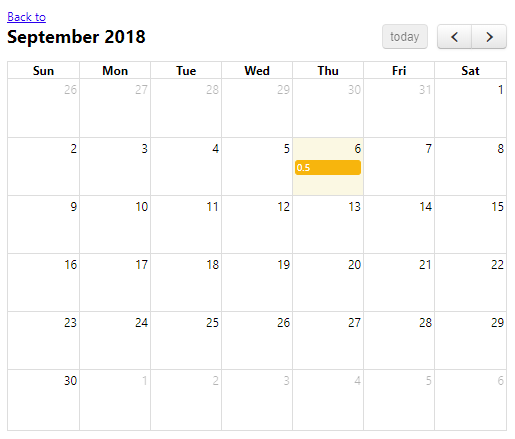 Back to
September 2018 today
Sun Mon Tue Wed Thu Fri Sat
26 27 28 29 30 31 1
2 3 4 5 6 7 8
0.5
9 10 11 12 13 14 15
16 17 18 19 20 21 22
23 24 25 26 27 28 29
30 1 2 3 4 5 6